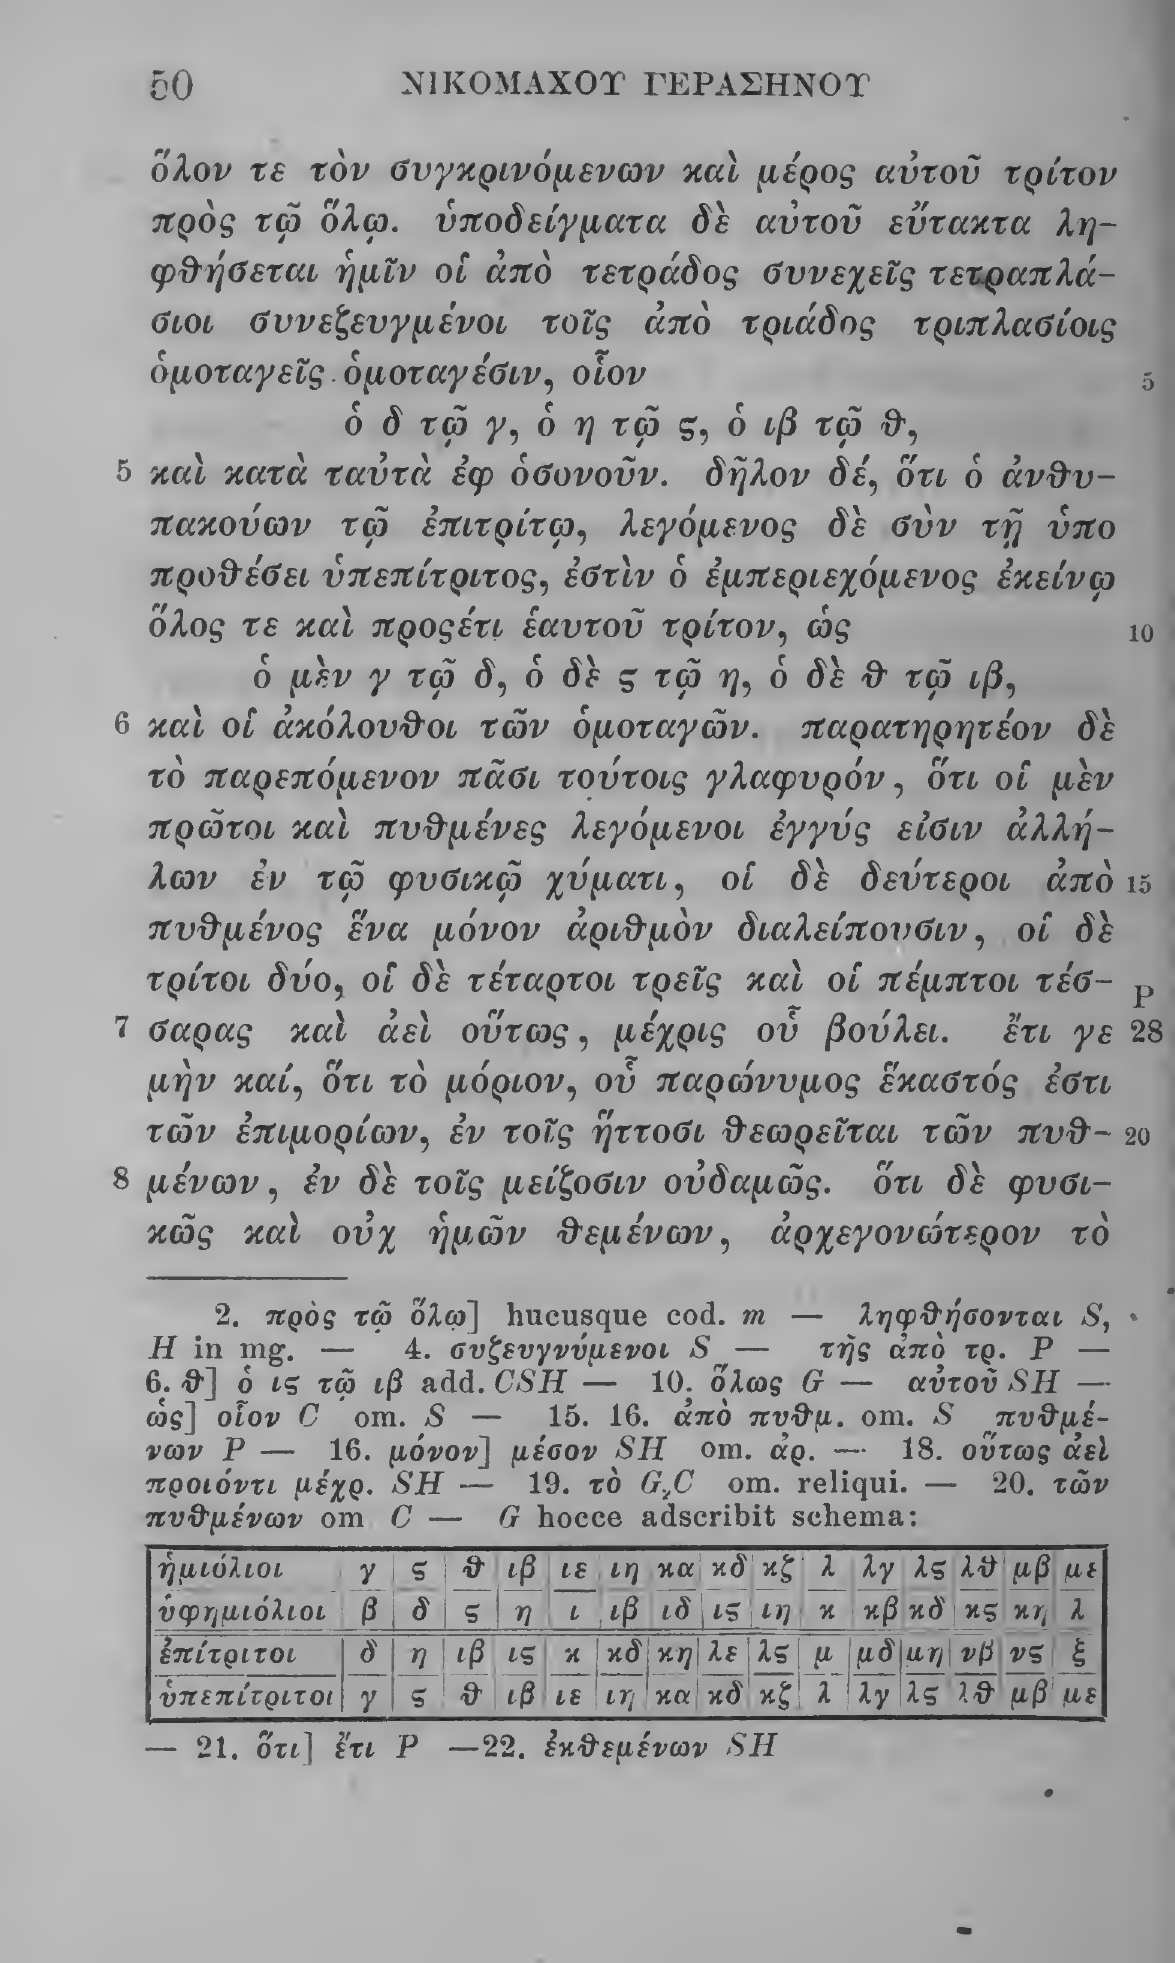 50 ΝΙΚΟΜΑΧΟΥ ΓΕΡΑΣΗΝΟΥ
ὅλον τε τὸν συγκρινόμενων καὶ μέρος αὐτοῦ τρίτον
πρὸς τῷ ὅλῳ. ὑποδείγματα δὲ αὐτοῦ εὔτακτα λη-
φθήσεται ἡμῖν οἱ ἀπὸ τετράδος συνεχεῖς τετραπλά-
σιοι συνεζευγμένοι τοῖς ἀπὸ τριάδος τριπλασίοις
ὁμοταγεῖς ὁμοταγέσιν, οἷον 5
ὁ δ τῷ γ, ὁ η τῷ ς, ὁ ιβ τῷ θ,
5 καὶ κατὰ ταὐτὰ ἐφ ὁσονοῦν. δῆλον δέ, ὅτι ὁ ἀνθυ-
πακούων τῷ ἐπιτρίτῳ, λεγόμενος δὲ σὺν τῇ ὑπο
προθέσει ὑπεπίτριτος, ἐστὶν ὁ ἐμπεριεχόμενος ἐκείνῳ
ὅλος τε καὶ προςέτι ἑαυτοῦ τρίτον, ὡς 10
ὁ μὲν γ τῷ δ, ὁ δὲ ς τῷ η, ὁ δὲ θ τῷ ιβ,
6 καὶ οἱ ἀκόλουθοι τῶν ὁμοταγῶν. παρατηρητέον δὲ
τὸ παρεπόμενον πᾶσι τούτοις γλαφυρόν, ὅτι οἱ μὲν
πρῶτοι καὶ πυθμένες λεγόμενοι ἐγγύς εἰσιν ἀλλή-
λων ἐν τῷ φυσικῷ χύματι, οἱ δὲ δεύτεροι ἀπὸ 15
πυθμένος ἕνα μόνον ἀριθμὸν διαλείπουσιν, οἱ δὲ
τρίτοι δύο, οἱ δὲ τέταρτοι τρεῖς καὶ οἱ πέμπτοι τέσ- P
7 σαρας καὶ ἀεὶ οὕτως, μέχρις οὗ βούλει. ἔτι γε 28
μὴν καί, ὅτι τὸ μόριον, οὗ παρώνυμος ἕκαστός ἐστι
τῶν ἐπιμορίων, ἐν τοῖς ἥττοσι θεωρεῖται τῶν πυθ- 20
8 μένων, ἐν δὲ τοῖς μείζοσιν οὐδαμῶς. ὅτι δὲ φυσι-
κῶς καὶ οὐχ ἡμῶν θεμένων, ἀρχεγονώτερον τὸ
2. πρὸς τῷ ὅλῳ] hucusque cod. m — ληφθήσονται S,
H in mg. — 4. συζευγνύμενοι S — τῆς ἀπὸ τρ. P —
6. θ] ὁ ις τῷ ιβ add. CSH — 10. ὅλως G — αὐτοῦ SH —
ὡς] οἷον C om. S — 15. 16. ἀπὸ πυθμ. om. S πυθμέ-
νων P — 16. μόνον] μέσον SH om. ἀρ. — 18. οὕτως ἀεὶ
προιόντι μέχρ. SH — 19. τὸ G,C om. reliqui. — 20. τῶν
πυθμένων om C — G hocce adscribit schema:
ἡμιόλιοι γ ς θ ιβ ιε ιη κα κδ κζ λ λγ λς λθ μβ με
ὑφημιόλιοι β δ ς η ι ιβ ιδ ις ιη κ κβ κδ κς κη λ
ἐπίτριτοι δ η ιβ ις κ κδ κη λε λς μ μδ μη νβ νς ξ
ὑπεπίτριτοι γ ς θ ιβ ιε ιη κα κδ κζ λ λγ λς λθ μβ με
— 21. ὅτι] ἔτι P —22. ἐκθεμένων SH